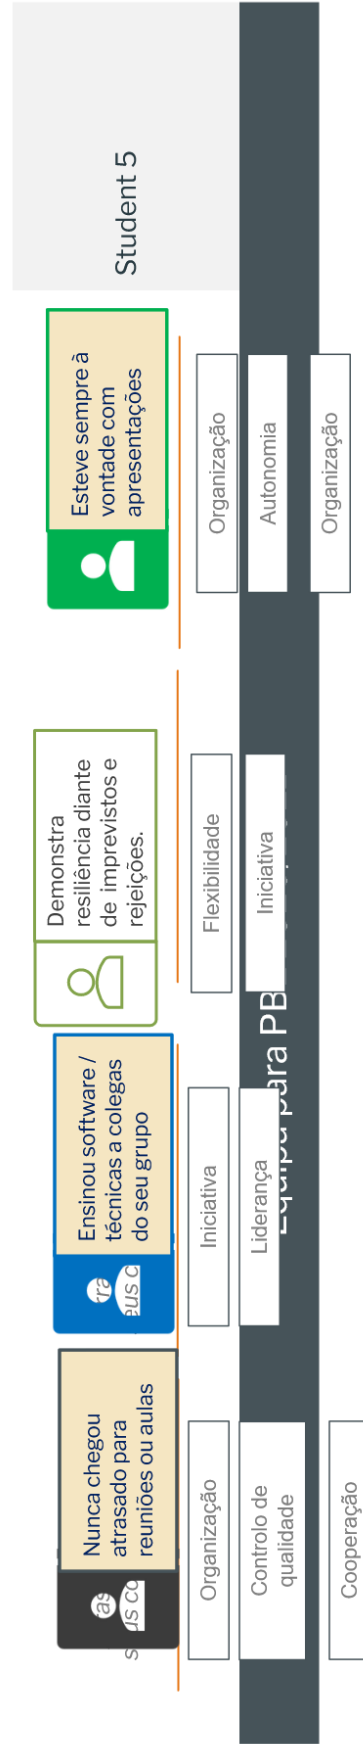 Nunca chegou
atrasado para
reuniões ou aulas
Organização
Controlo de
qualidade
Cooperação
Ensinou software /
técnicas a colegas
do seu grupo
Iniciativa
Liderança
Demonstra
resiliência diante
de imprevistos e
rejeições.
Flexibilidade
Iniciativa
Esteve sempre à
vontade com
apresentações
Organização
Autonomia
Organização
Student 5
para PB